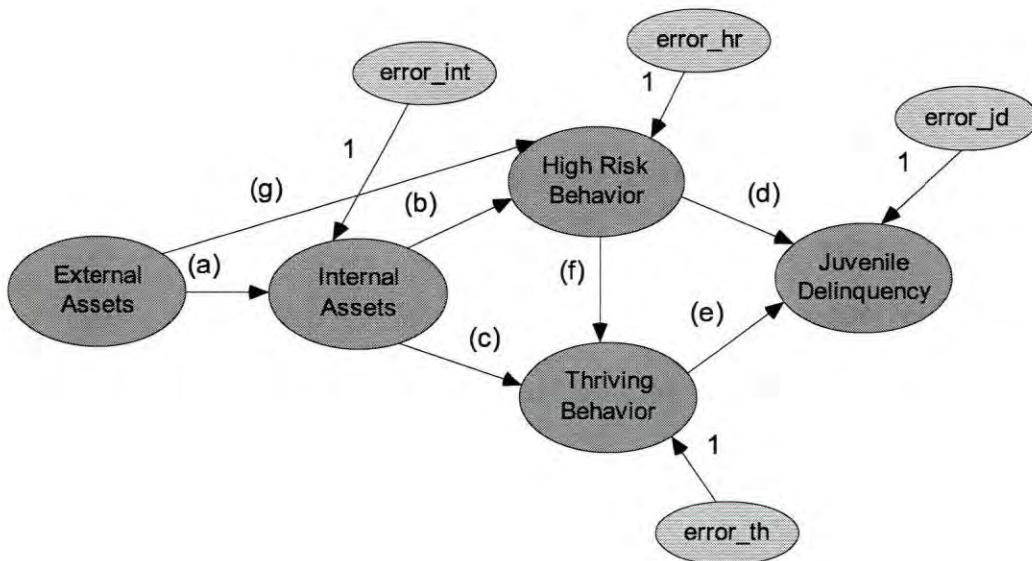 error_hr
error_int
1
error_jd
1
1
High Risk
Behavior
(g)
(b)
(d)
External
Assets
(a)
Internal
Assets
(f)
Juvenile
Delinquency
(c)
(e)
Thriving
Behavior
1
error_th